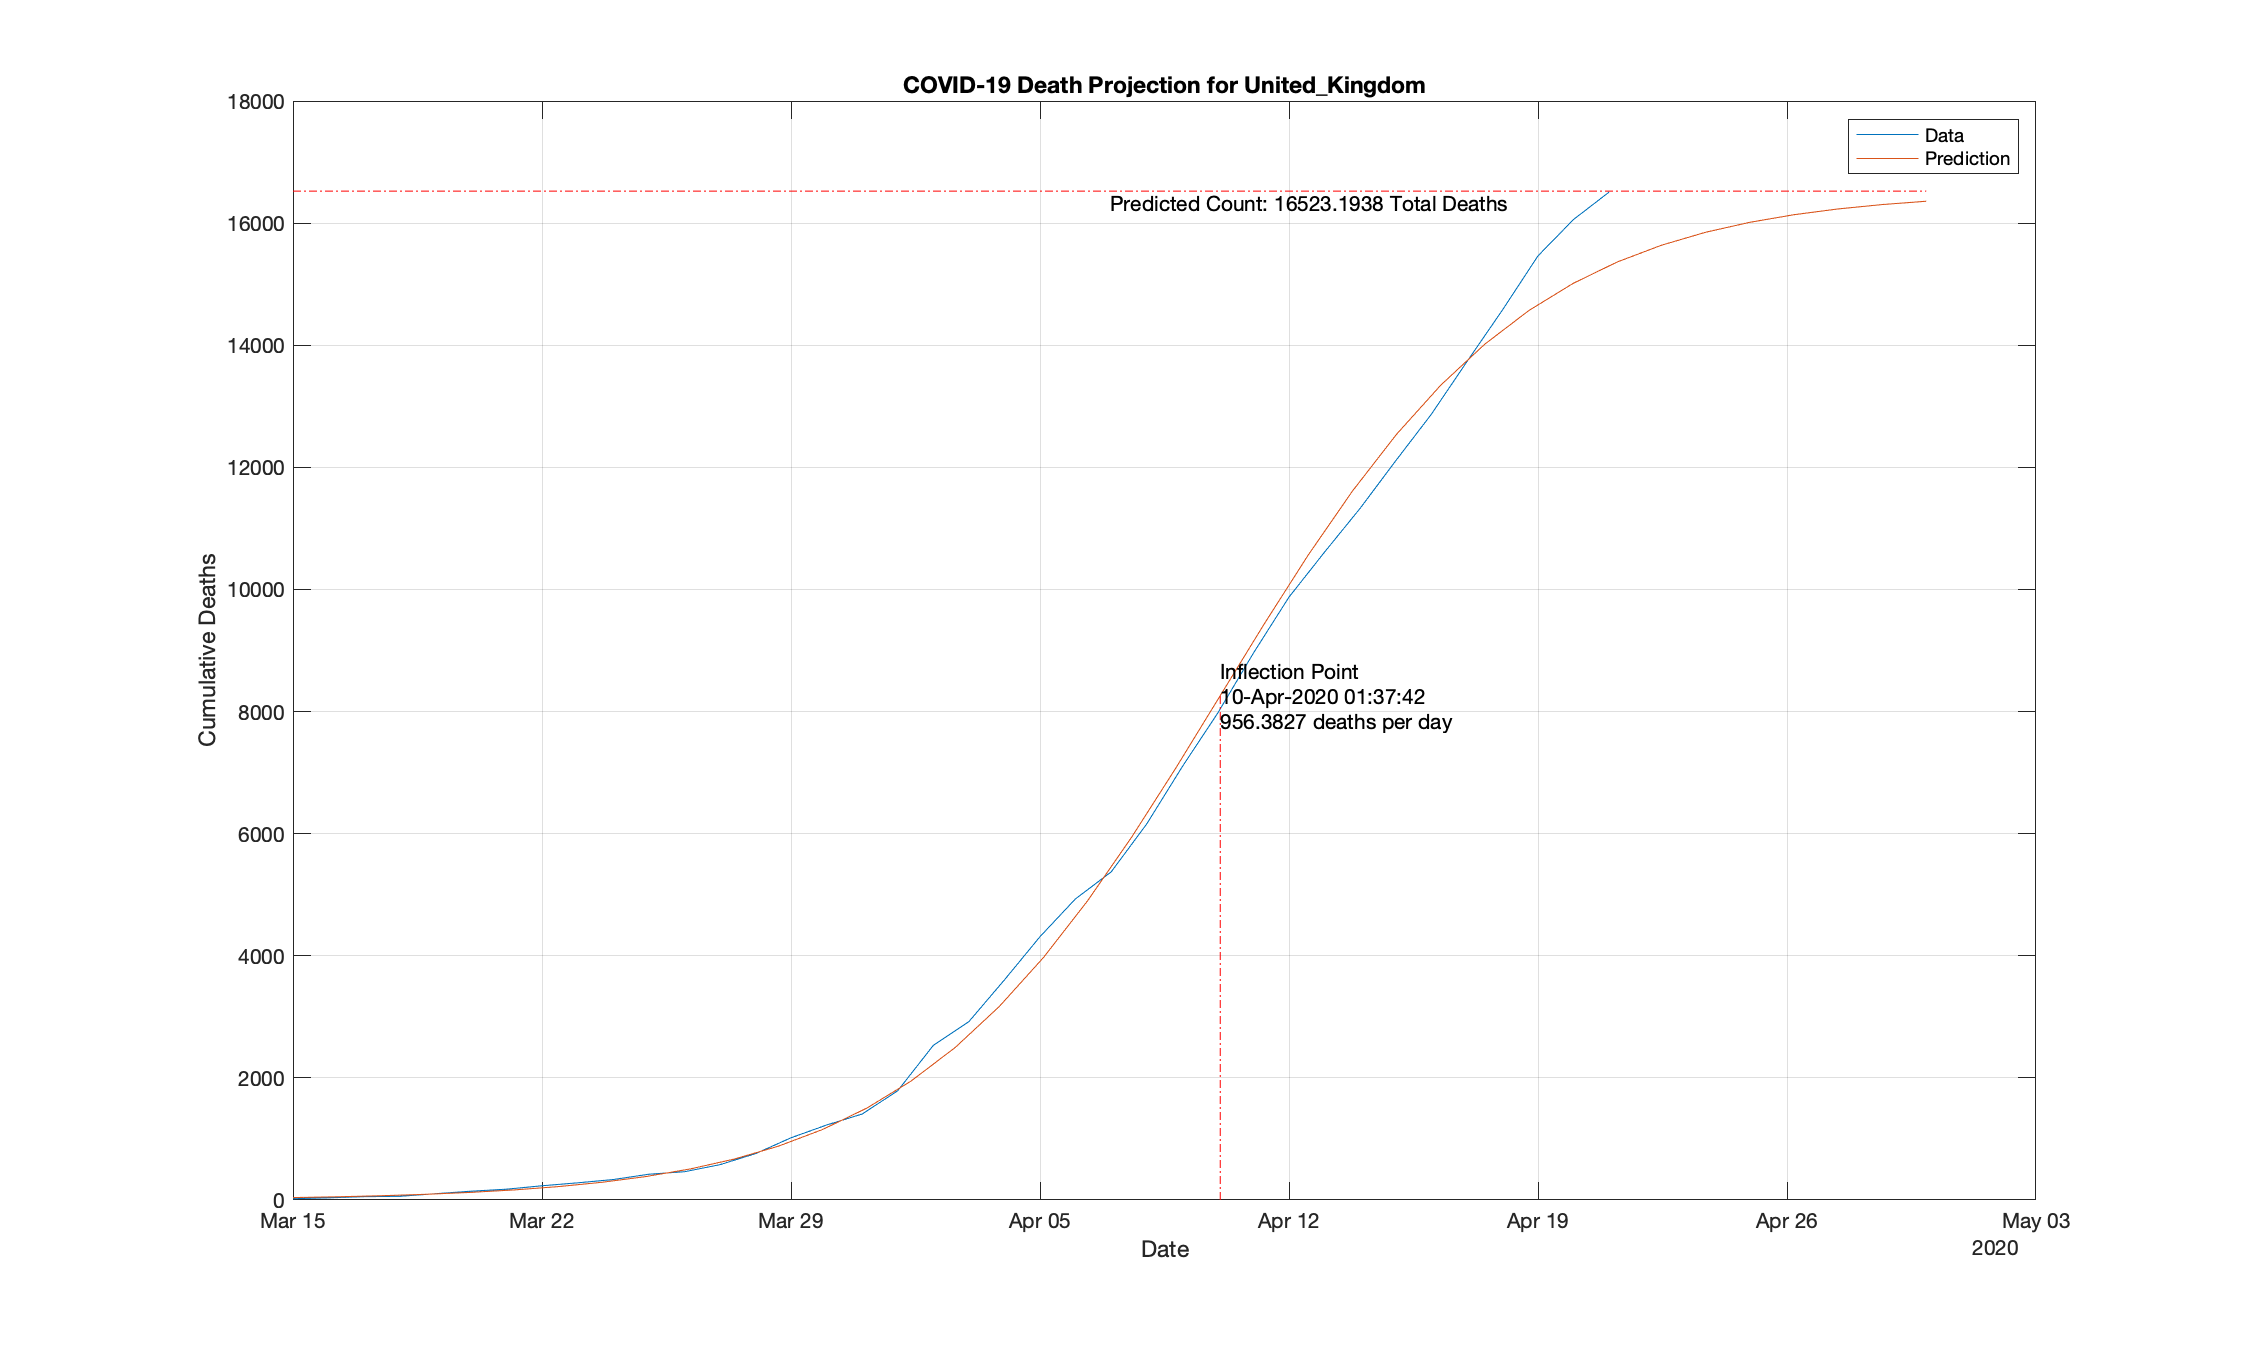 COVID-19 Death Projection for United_Kingdom
18000
16000
14000
12000
10000
8000
6000
4000
2000
0
Cumulative Deaths
Data
Prediction
Predicted Count: 16523.1938 Total Deaths
Inflection Point
10-Apr-2020 01:37:42
956.3827 deaths per day
Mar 15
Mar 22
Mar 29
Apr 05
Apr 12
Apr 19
Apr 26
May 03
Date
2020